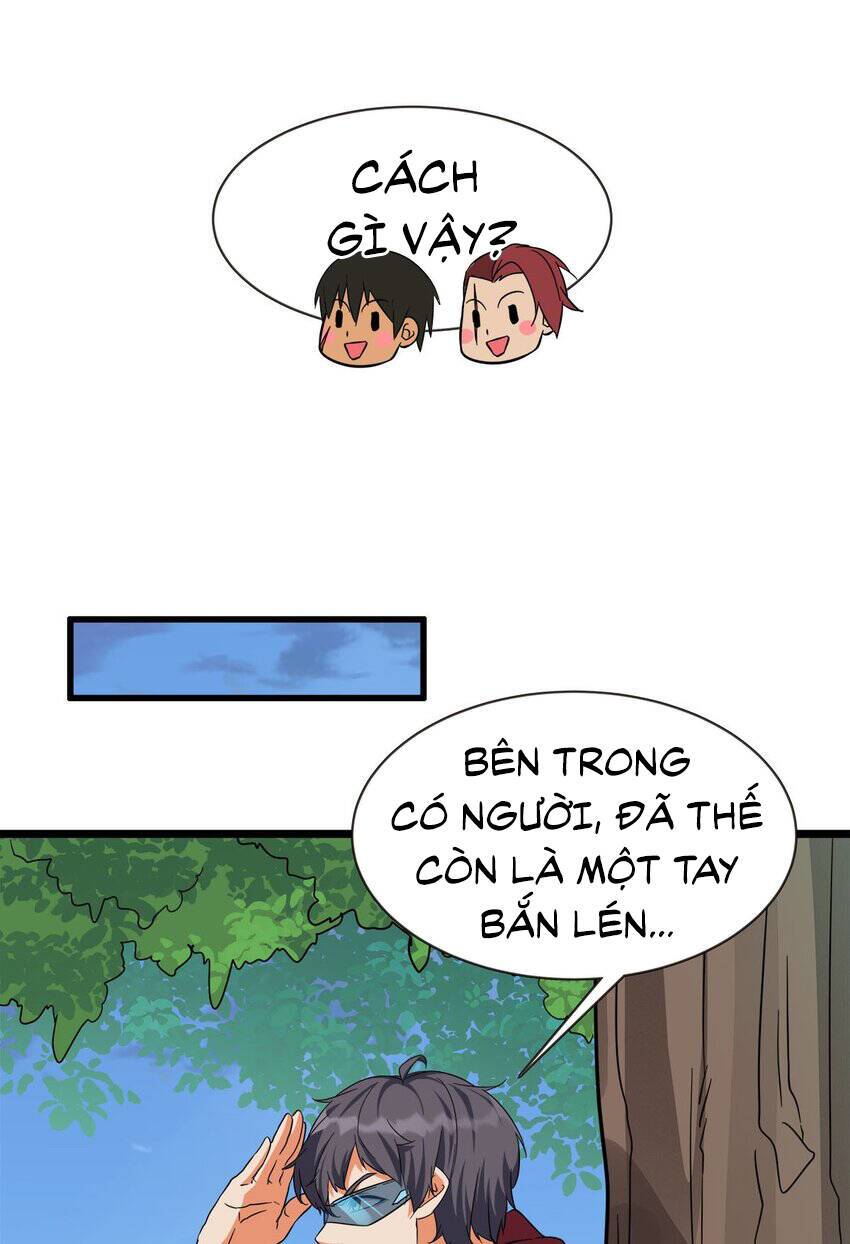 CÁCH
GÌ VẬY?
BÊN TRONG
CÓ NGƯỜI, ĐÃ THẾ
CÒN LÀ MỘT TAY
BẮN LÉN...